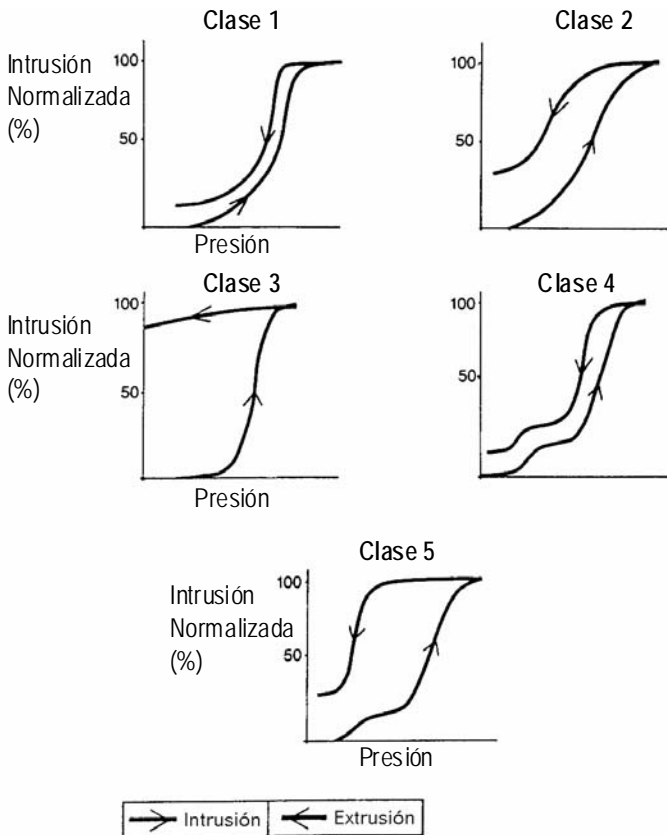 Clase 1
Intrusión
Normalizada
(%)
100
50
Presión
Clase 2
100
50
Clase 3
Intrusión
Normalizada
(%)
100
50
Presión
Clase 4
100
50
Clase 5
Intrusión
Normalizada
(%)
100
50
Presión
Intrusión Extrusión